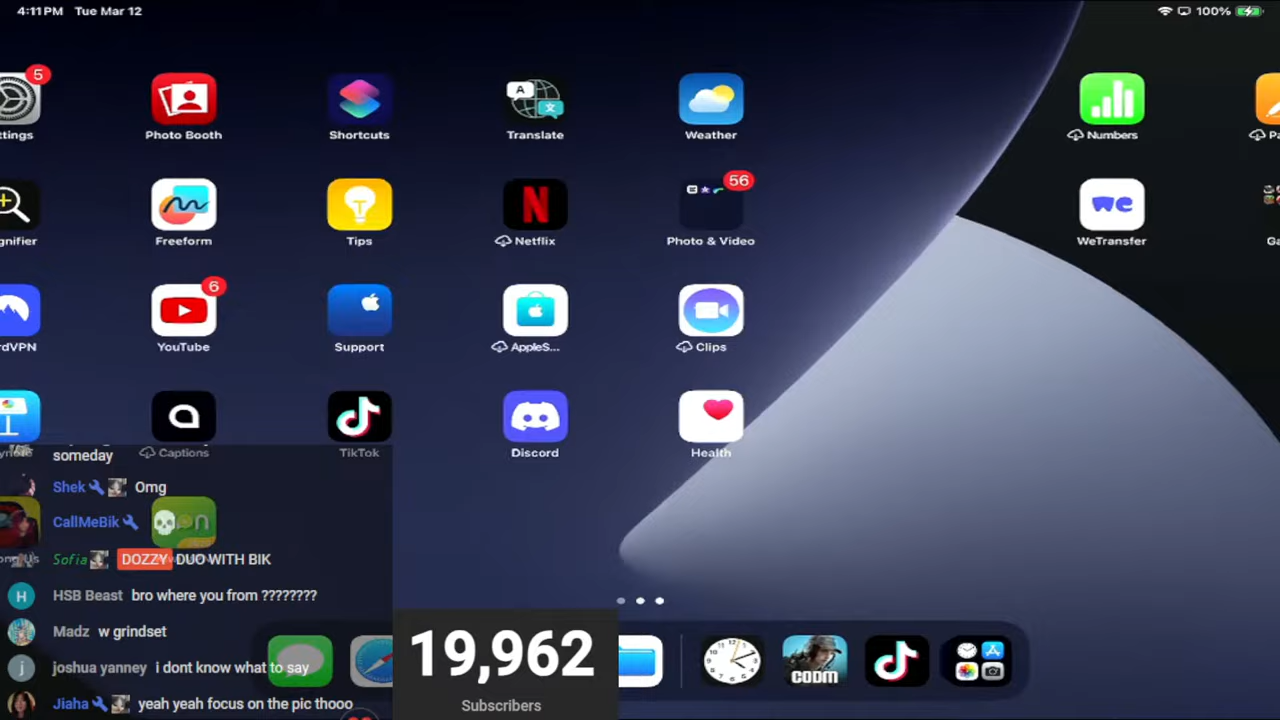 4:11 PM Tue Mar 12
100%
5
ttings
Photo Booth
Shortcuts
Translate
Weather
Numbers
Pa
gnifier
Freeform
Tips
Netflix
56
Photo & Video
WeTransfer
Ga
rdVPN
6
YouTube
Support
AppleS...
Clips
Captions
TikTok
Discord
Health
someday
Shek Omg
CallMeBik
Sofia DOZZY DUO WITH BIK
H HSB Beast bro where you from ????????
Madz w grindset
j joshua yanney i dont know what to say
Jiaha yeah yeah focus on the pic thooo
19,962
Subscribers
CODM